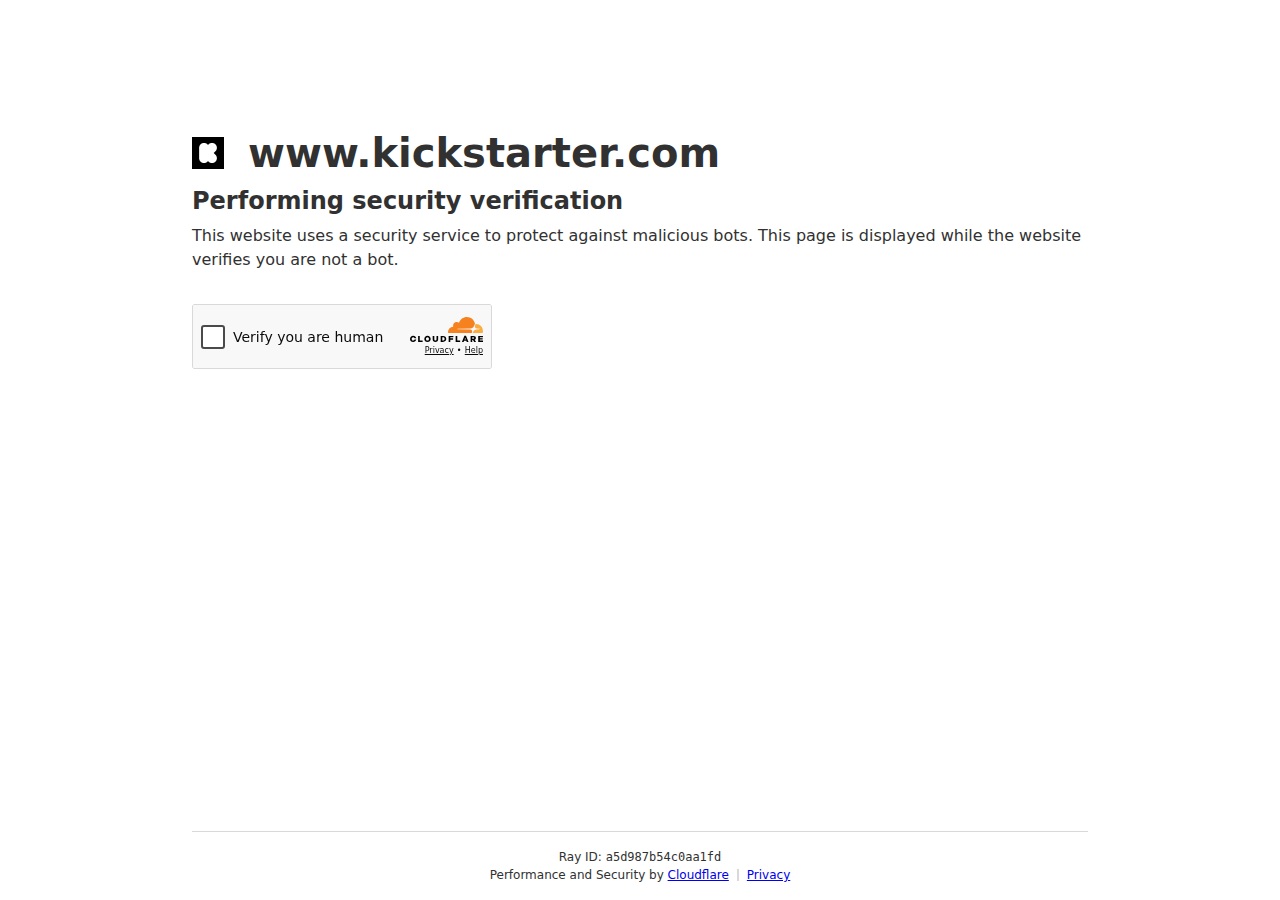 www.kickstarter.com
Performing security verification
This website uses a security service to protect against malicious bots. This page is displayed while the website
verifies you are not a bot.
Verify you are human
CLOUDFLARE
Privacy • Help
Ray ID: a5d987b54c0aa1fd
Performance and Security by Cloudflare | Privacy